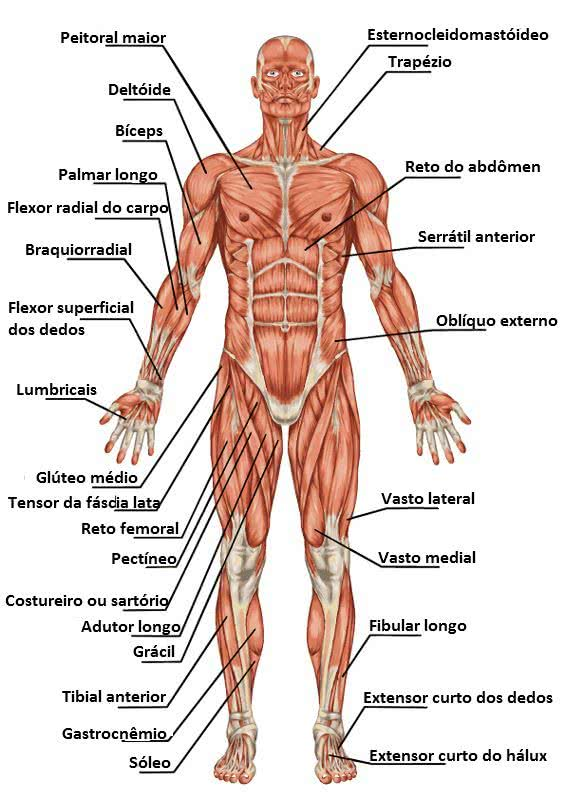 Peitoral maior
Deltóide
Bíceps
Palmar longo
Flexor radial do carpo
Braquiorradial
Flexor superficial
dos dedos
Lumbricais
Glúteo médio
Tensor da fáscia lata
Reto femoral
Pectíneo
Costureiro ou sartório
Adutor longo
Grácil
Tibial anterior
Gastrocnêmio
Sóleo
Esternocleidomastóideo
Trapézio
Reto do abdômen
Serrátil anterior
Oblíquo externo
Vasto lateral
Vasto medial
Fibular longo
Extensor curto dos dedos
Extensor curto do hálux